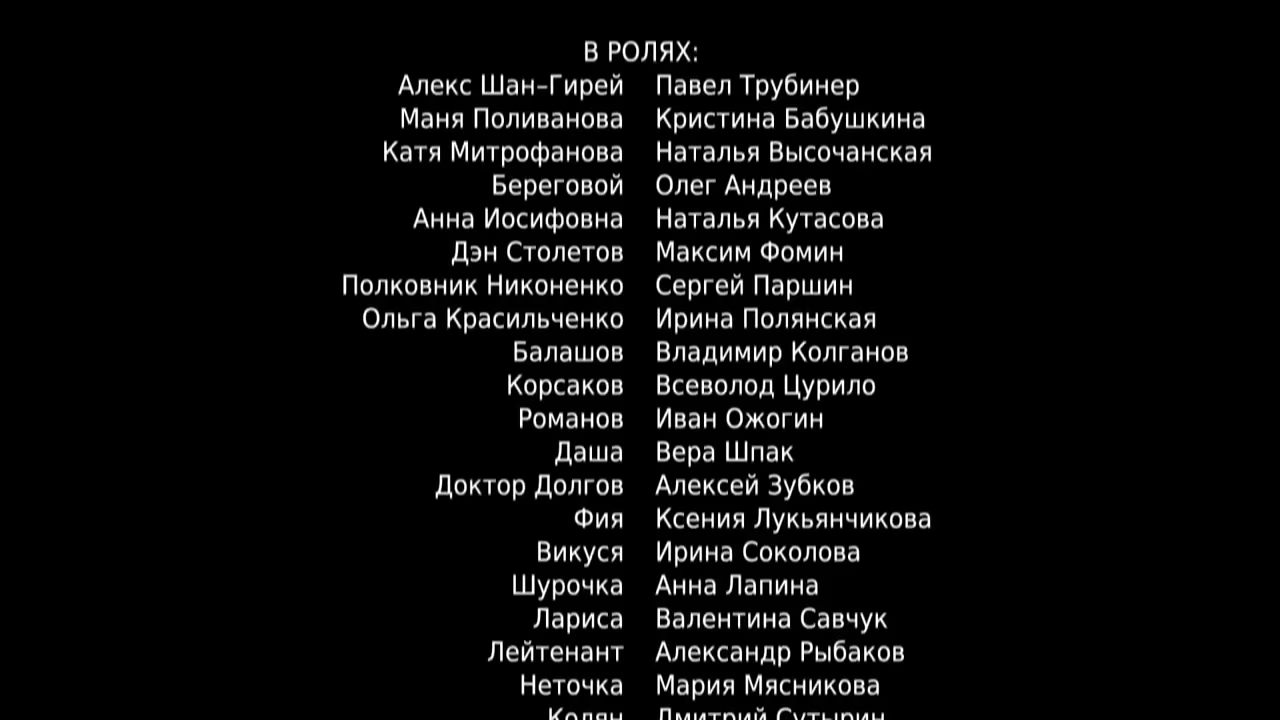 В РОЛЯХ:
Алекс Шан–Гирей Павел Трубинер
Маня Поливанова Кристина Бабушкина
Катя Митрофанова Наталья Высочанская
Береговой Олег Андреев
Анна Иосифовна Наталья Кутасова
Дэн Столетов Максим Фомин
Полковник Никоненко Сергей Паршин
Ольга Красильченко Ирина Полянская
Балашов Владимир Колганов
Корсаков Всеволод Цурило
Романов Иван Ожогин
Даша Вера Шпак
Доктор Долгов Алексей Зубков
Фия Ксения Лукьянчикова
Викуся Ирина Соколова
Шурочка Анна Лапина
Лариса Валентина Савчук
Лейтенант Александр Рыбаков
Неточка Мария Мясникова
Колян Дмитрий Сутырин